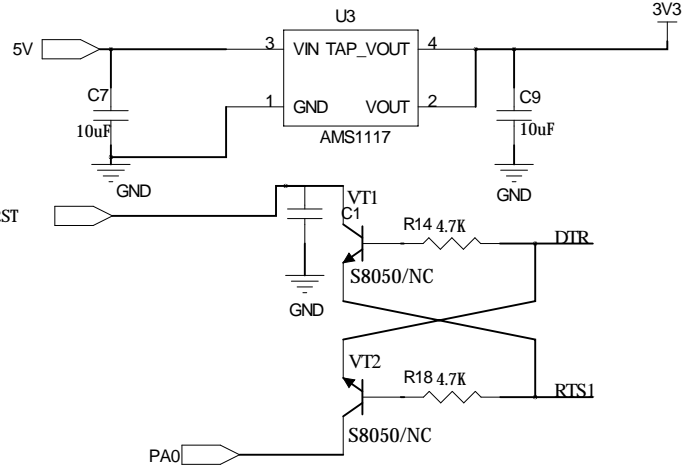 U3
3V3
5V
3
VIN
TAP_VOUT
4
C7
10uF
1
GND
VOUT
2
C9
10uF
AMS1117
GND
GND
VT1
C1
R14 4.7K
DTR
S8050/NC
GND
VT2
R18 4.7K
RTS1
S8050/NC
PA0